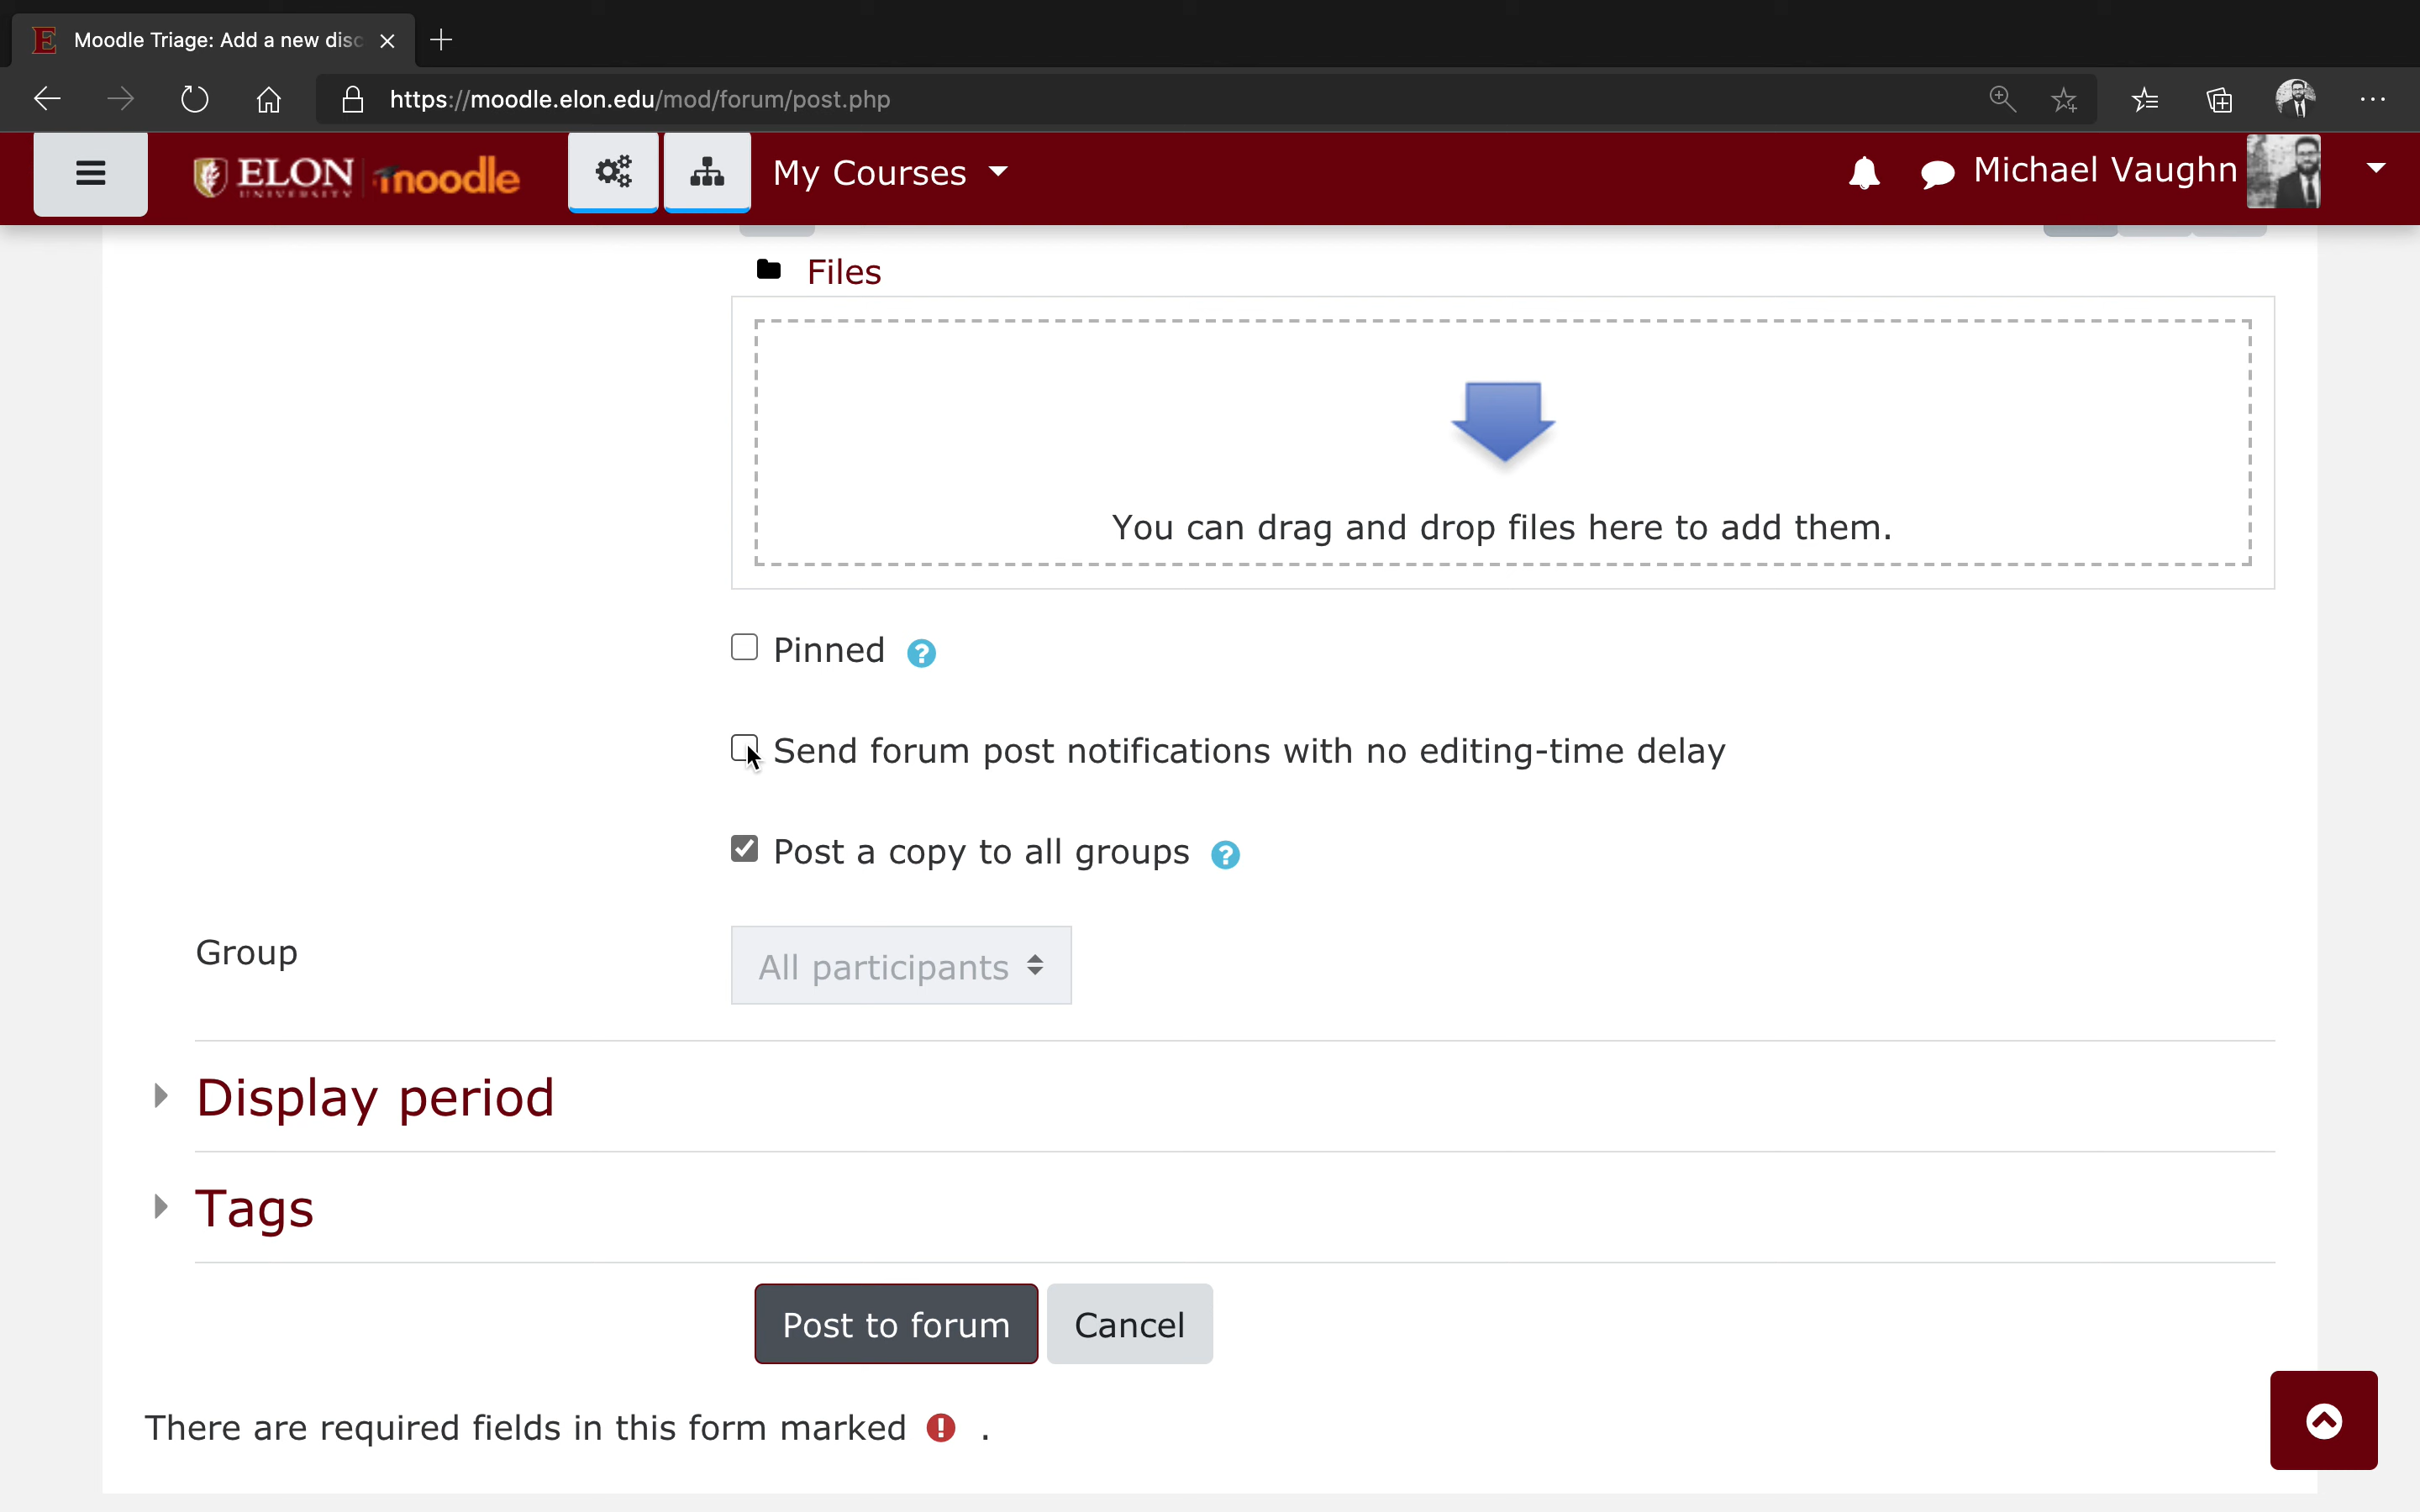 Moodle Triage: Add a new disc
https://moodle.elon.edu/mod/forum/post.php
ELON UNIVERSITY moodle My Courses Michael Vaughn
Files
You can drag and drop files here to add them.
Pinned ?
Send forum post notifications with no editing-time delay
Post a copy to all groups ?
Group All participants
Display period
Tags
Post to forum Cancel
There are required fields in this form marked ! .